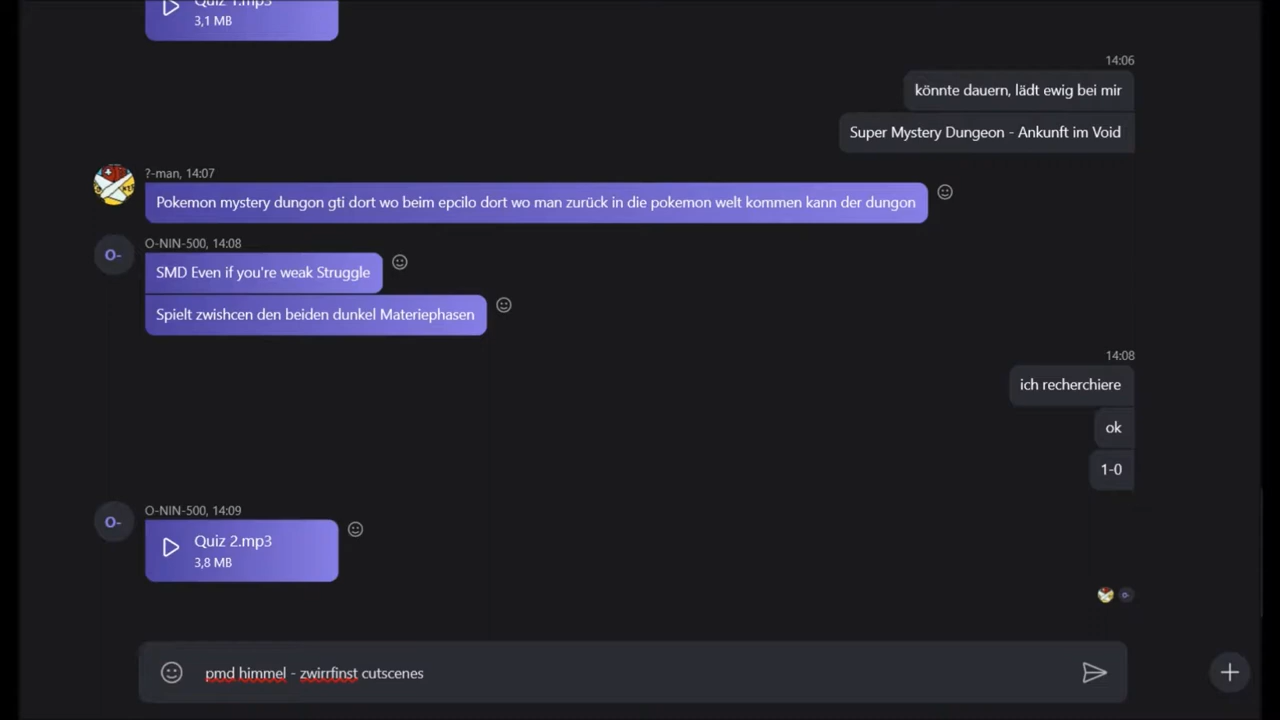 Quiz 1.mp3
3,1 MB
14:06
könnte dauern, lädt ewig bei mir
Super Mystery Dungeon - Ankunft im Void
?-man, 14:07
Pokemon mystery dungon gti dort wo beim epcilo dort wo man zurück in die pokemon welt kommen kann der dungon
O-
O-NIN-500, 14:08
SMD Even if you're weak Struggle
Spielt zwishcen den beiden dunkel Materiephasen
14:08
ich recherchiere
ok
1-0
O-
O-NIN-500, 14:09
Quiz 2.mp3
3,8 MB
O-
pmd himmel - zwirrfinst cutscenes